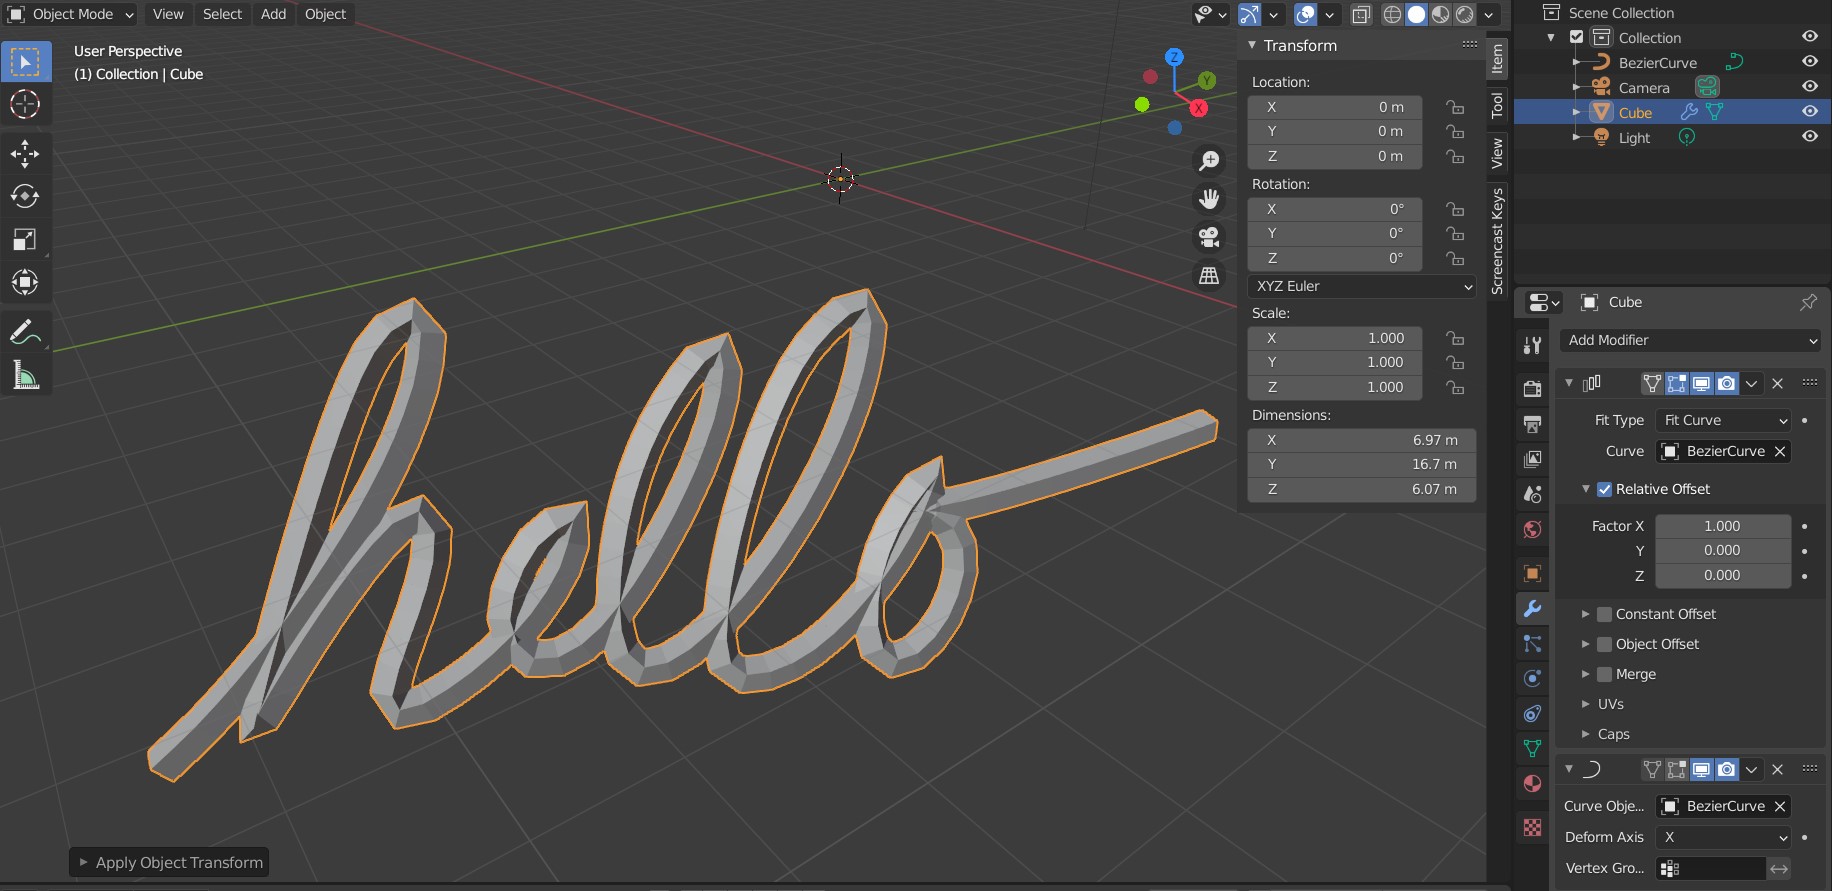 Object Mode View Select Add Object
User Perspective
(1) Collection | Cube
Z
Y
X
hello
Apply Object Transform
Transform
Location:
X 0 m
Y 0 m
Z 0 m
Rotation:
X 0°
Y 0°
Z 0°
XYZ Euler
Scale:
X 1.000
Y 1.000
Z 1.000
Dimensions:
X 6.97 m
Y 16.7 m
Z 6.07 m
Item
Tool
View
Screencast Keys
Scene Collection
Collection
BezierCurve
Camera
Cube
Light
Cube
Add Modifier
Fit Type Fit Curve
Curve BezierCurve
Relative Offset
Factor X 1.000
Y 0.000
Z 0.000
Constant Offset
Object Offset
Merge
UVs
Caps
Curve Obje... BezierCurve
Deform Axis X
Vertex Gro...